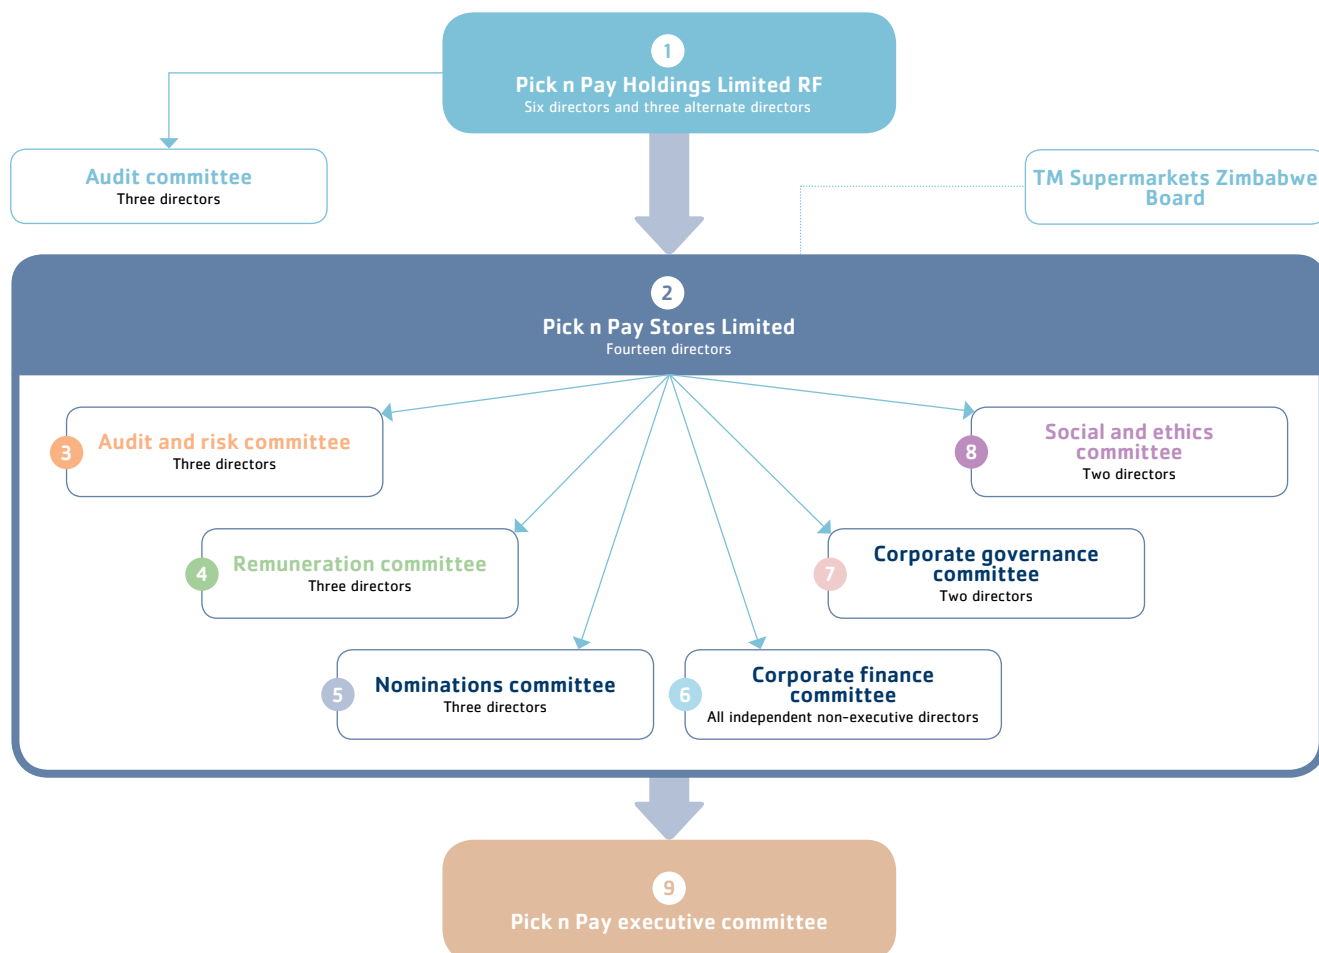 1
Pick n Pay Holdings Limited RF
Six directors and three alternate directors
Audit committee
Three directors
TM Supermarkets Zimbabwe
Board
2
Pick n Pay Stores Limited
Fourteen directors
3
Audit and risk committee
Three directors
8
Social and ethics
committee
Two directors
4
Remuneration committee
Three directors
7
Corporate governance
committee
Two directors
5
Nominations committee
Three directors
6
Corporate finance
committee
All independent non-executive directors
9
Pick n Pay executive committee